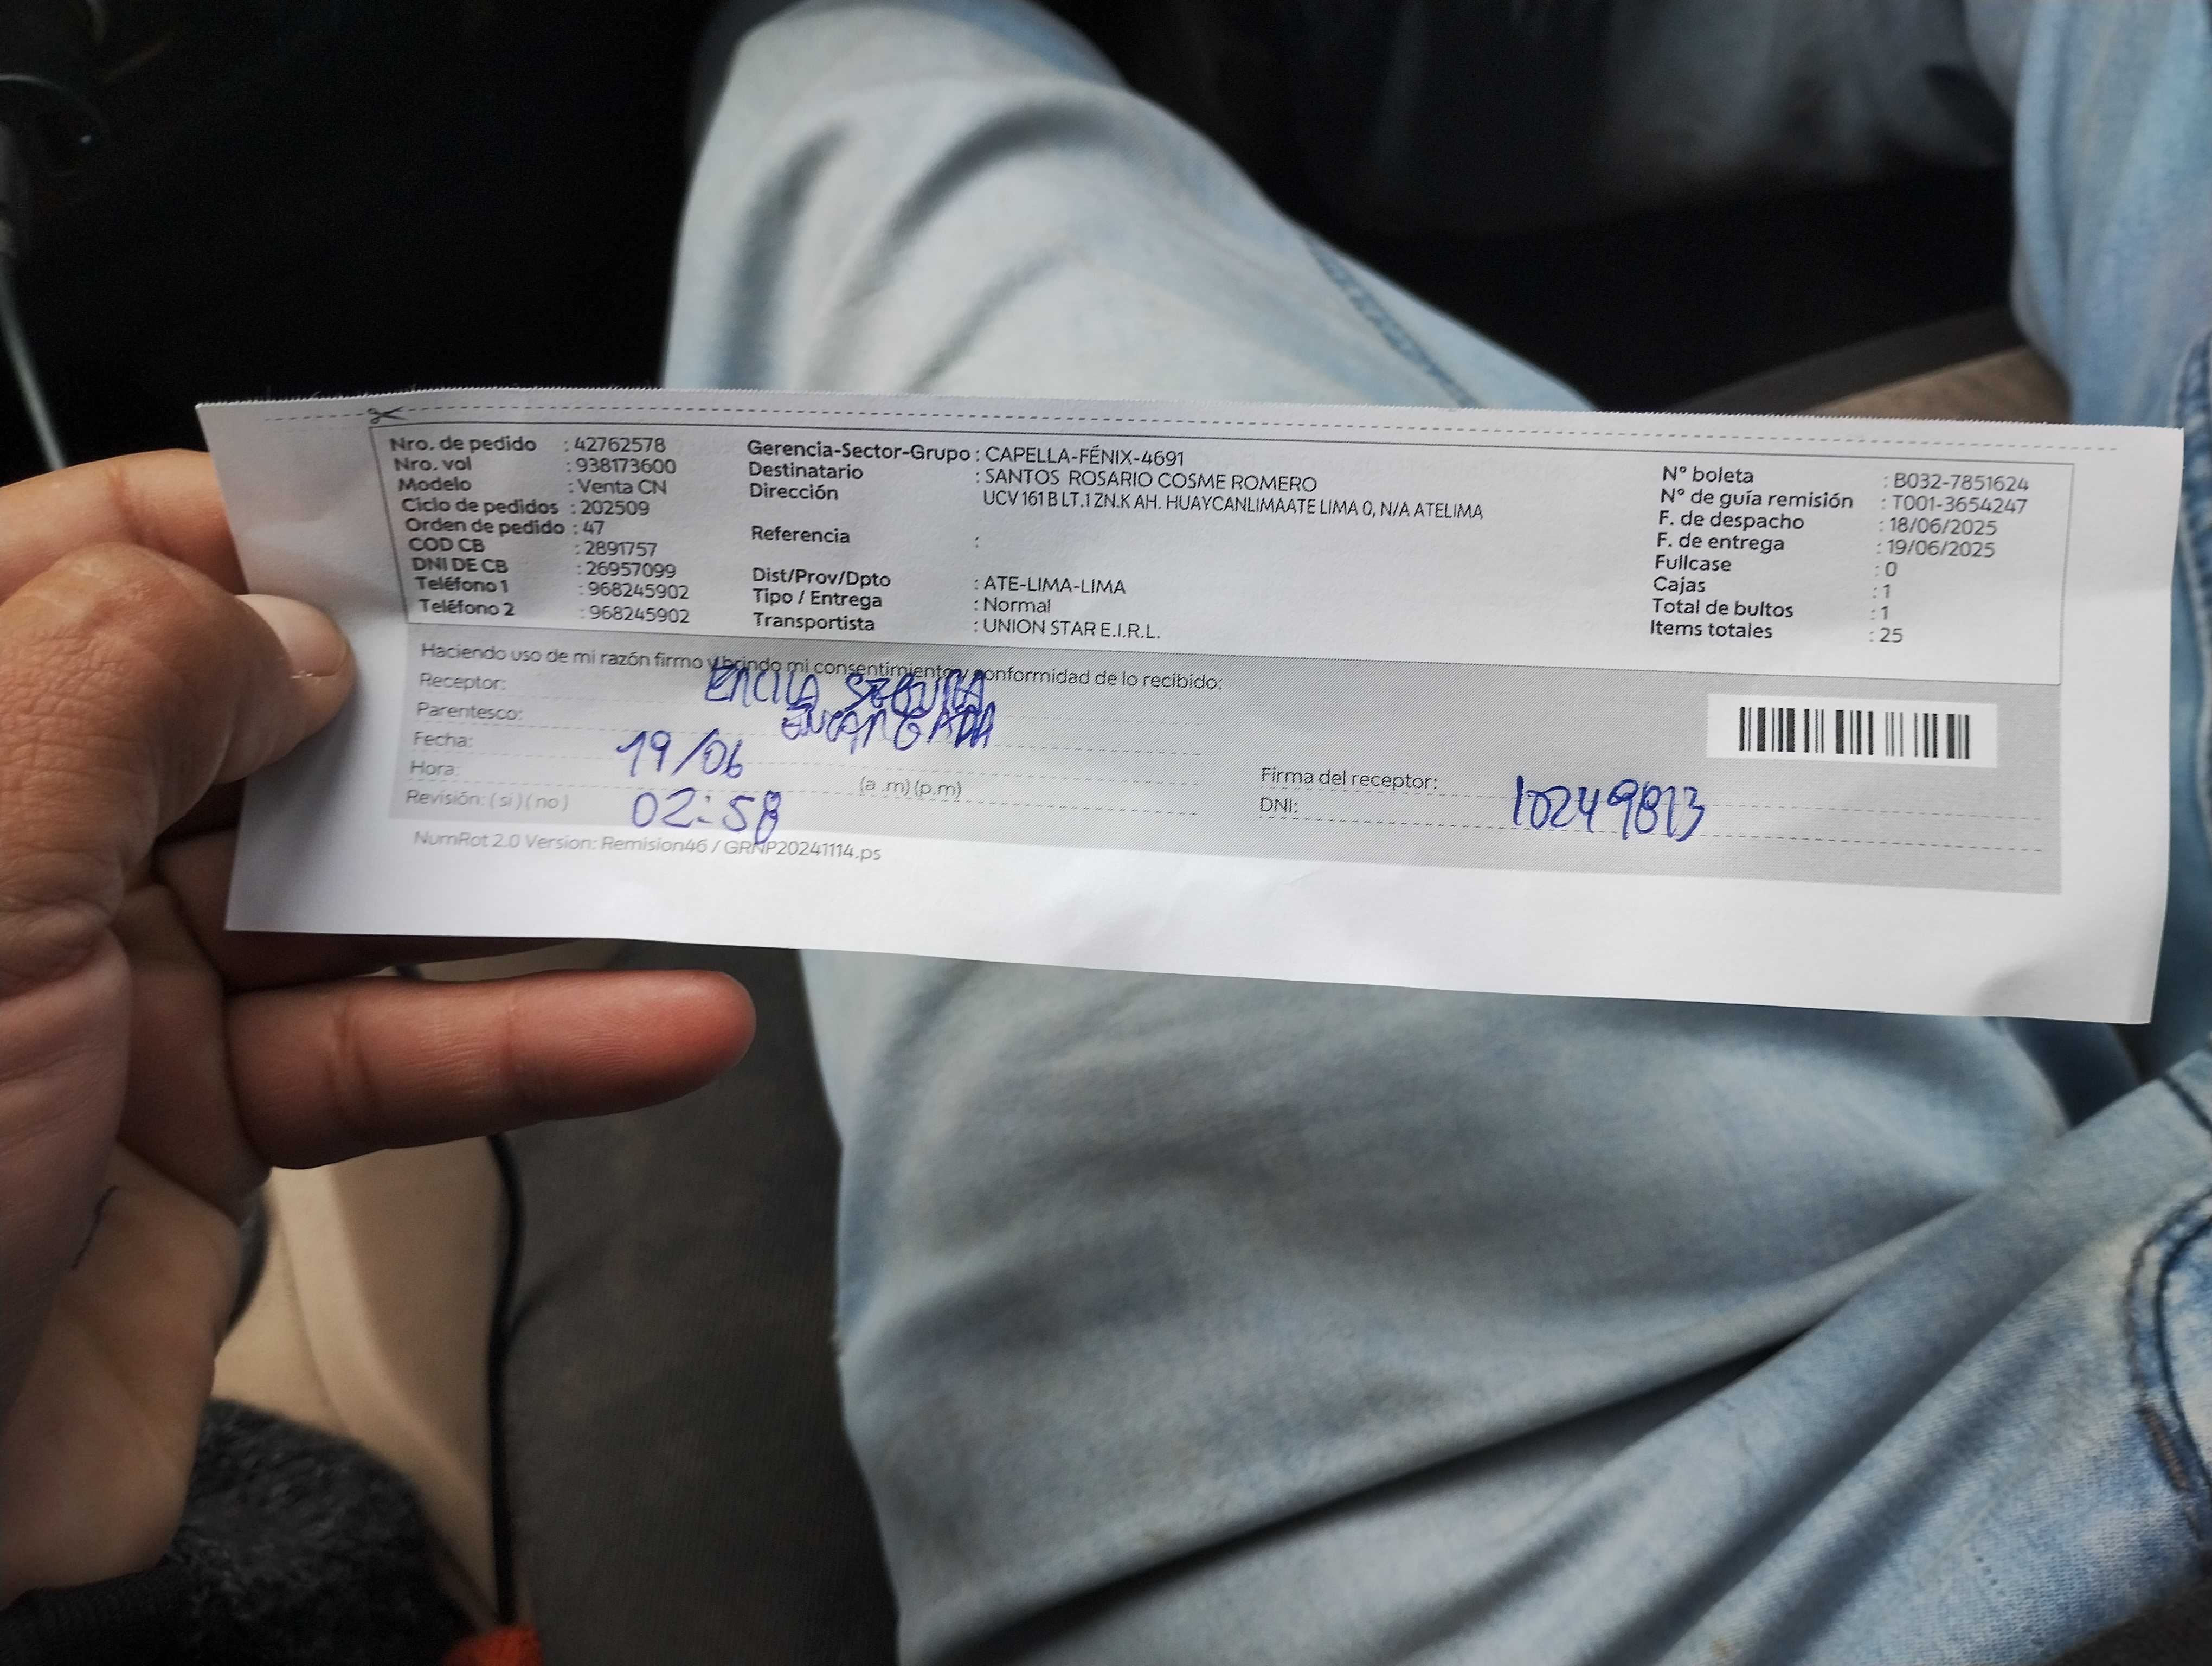 Nro. de pedido : 42762578
Nro. vol : 938173600
Modelo : Venta CN
Ciclo de pedidos : 202509
Orden de pedido : 47
COD CB : 2891757
DNI DE CB : 26957099
Teléfono 1 : 968245902
Teléfono 2 : 968245902
Gerencia-Sector-Grupo : CAPELLA-FÉNIX-4691
Destinatario : SANTOS ROSARIO COSME ROMERO
Dirección UCV 161 B LT.1 ZN.K AH. HUAYCANLIMAATE LIMA 0, N/A ATELIMA
Referencia :
Dist/Prov/Dpto : ATE-LIMA-LIMA
Tipo / Entrega : Normal
Transportista : UNION STAR E.I.R.L.
N° boleta : B032-7851624
N° de guía remisión : T001-3654247
F. de despacho : 18/06/2025
F. de entrega : 19/06/2025
Fullcase : 0
Cajas : 1
Total de bultos : 1
Items totales : 25
Haciendo uso de mi razón firmo y brindo mi consentimiento y conformidad de lo recibido:
Receptor: SEGURA
Parentesco: ENCARGADA
Fecha: 19/06
Hora: 02:58 (a .m) (p.m)
Revisión: ( si ) ( no )
Firma del receptor:
DNI: 10249813
NumRot 2.0 Version: Remision46 / GRNP20241114.ps